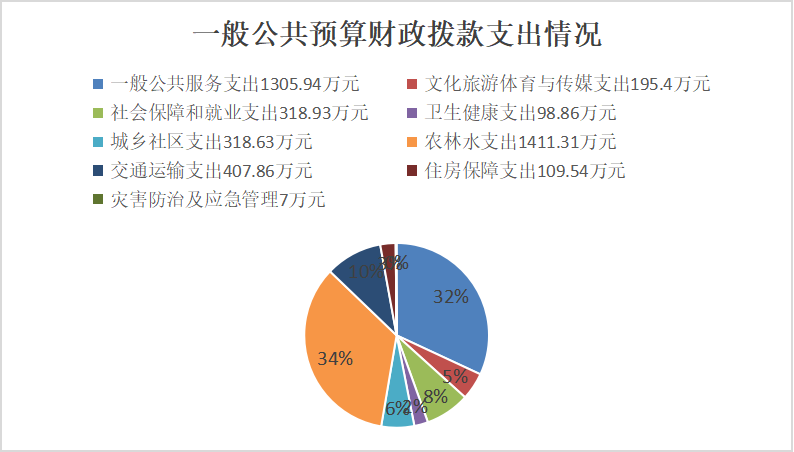 一般公共预算财政拨款支出情况
一般公共服务支出1305.94万元
文化旅游体育与传媒支出195.4万元
社会保障和就业支出318.93万元
卫生健康支出98.86万元
城乡社区支出318.63万元
农林水支出1411.31万元
交通运输支出407.86万元
住房保障支出109.54万元
灾害防治及应急管理7万元
10%
32%
34%
5%
8%
2%
6%